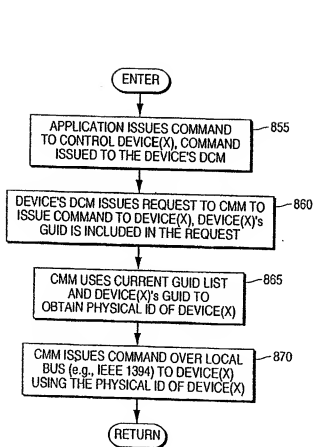 ENTER
APPLICATION ISSUES COMMAND
TO CONTROL DEVICE(X), COMMAND
ISSUED TO THE DEVICE'S DCM
855
DEVICE'S DCM ISSUES REQUEST TO CMM TO
ISSUE COMMAND TO DEVICE(X), DEVICE(X)'s
GUID IS INCLUDED IN THE REQUEST
860
CMM USES CURRENT GUID LIST
AND DEVICE(X)'s GUID TO
OBTAIN PHYSICAL ID OF DEVICE(X)
865
CMM ISSUES COMMAND OVER LOCAL
BUS (e.g., IEEE 1394) TO DEVICE(X)
USING THE PHYSICAL ID OF DEVICE(X)
870
RETURN